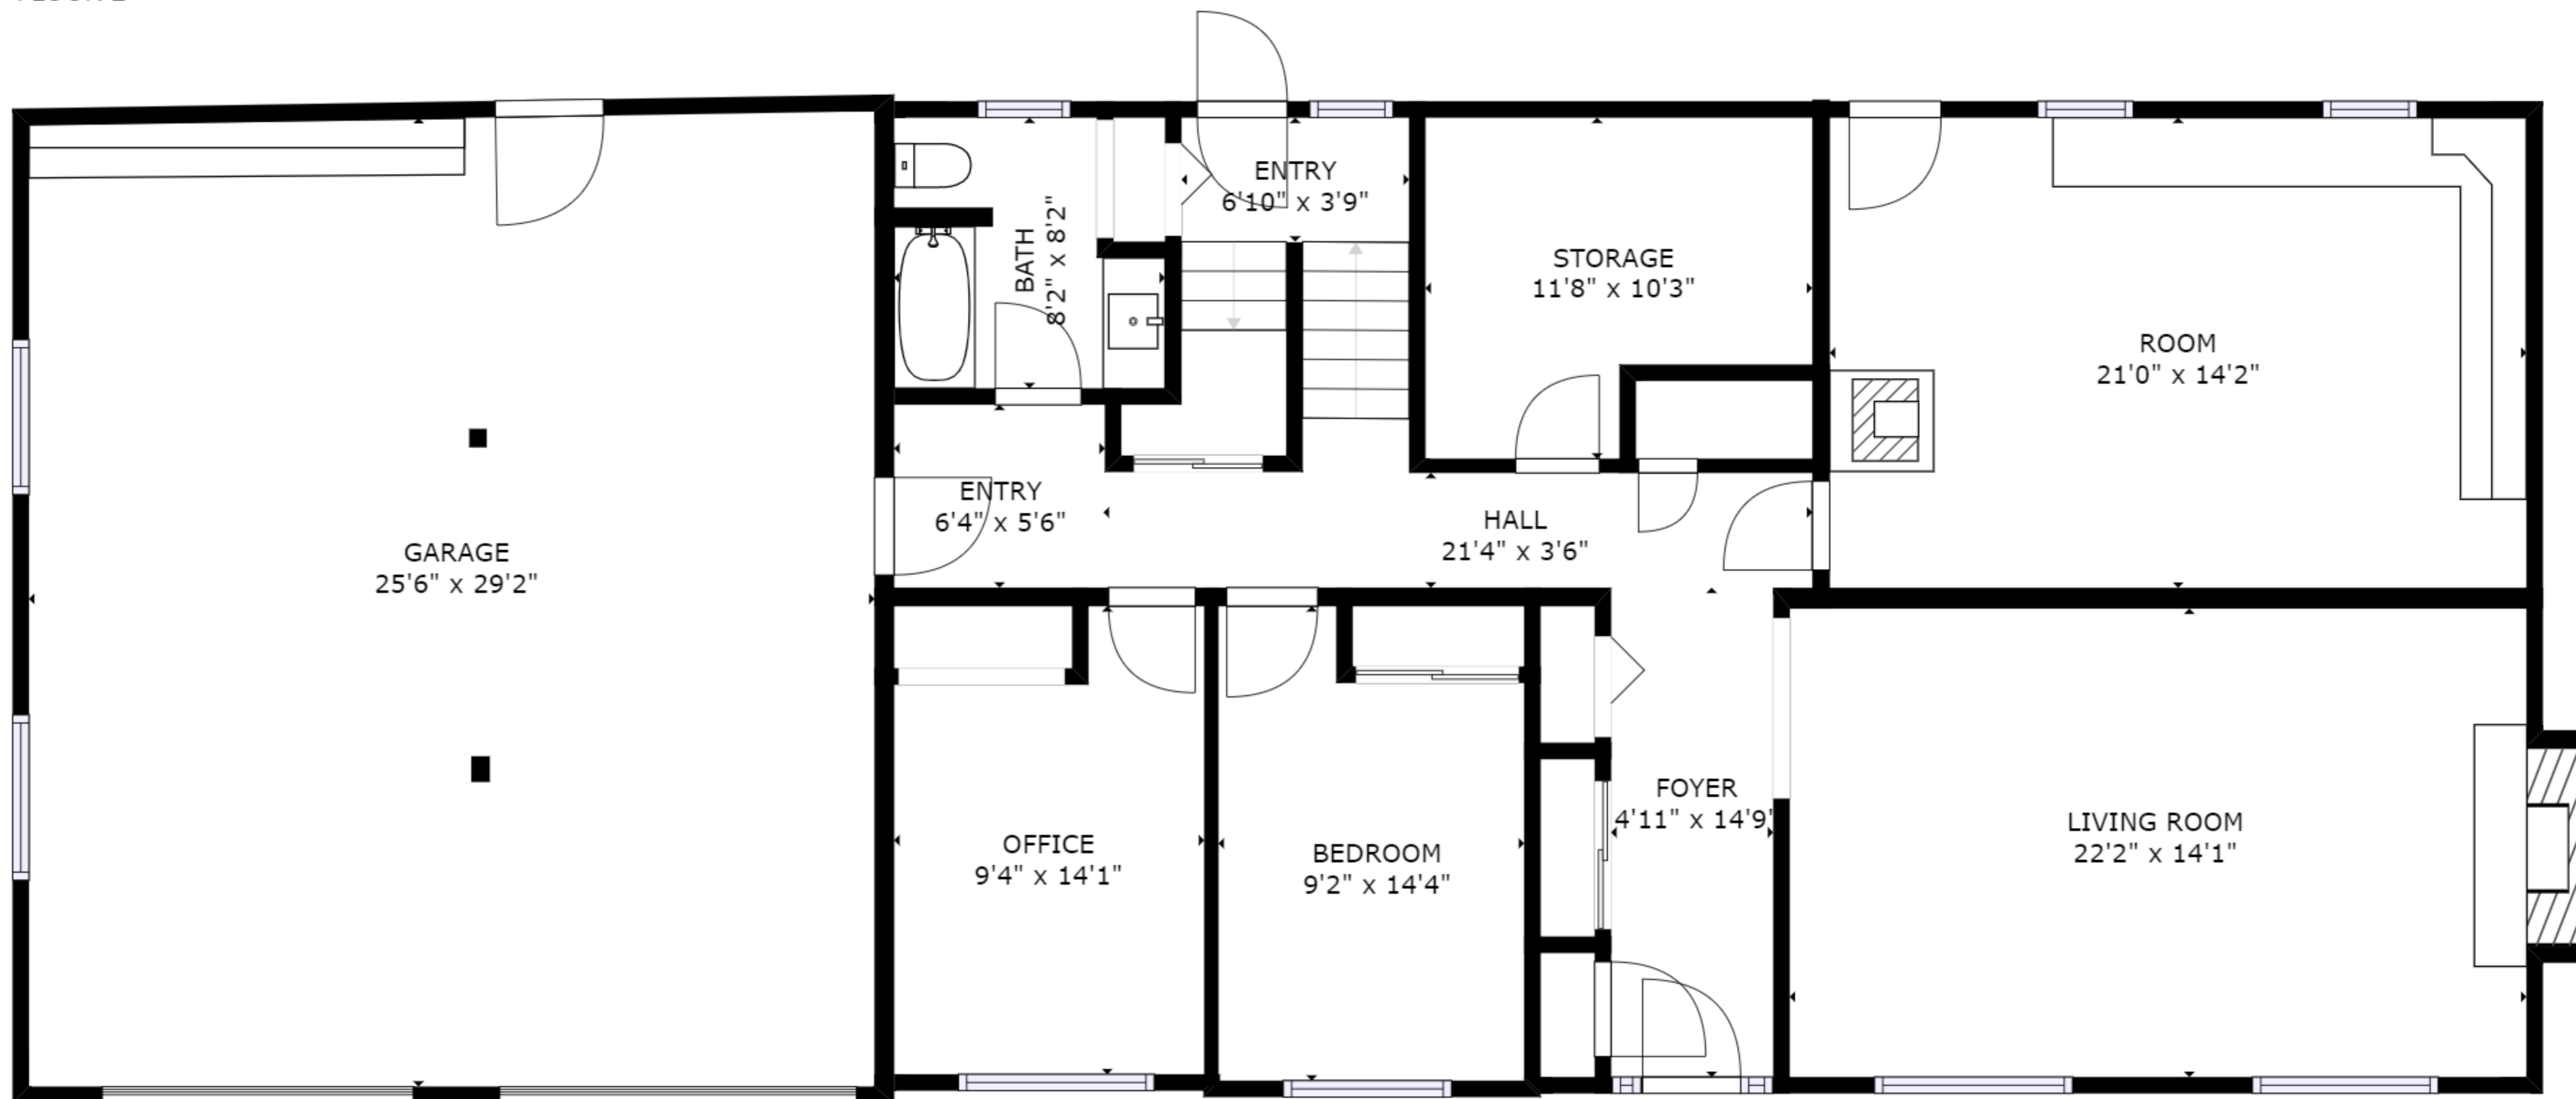 ENTRY
6'10" x 3'9"
BATH
8'2" x 8'2"
STORAGE
11'8" x 10'3"
ROOM
21'0" x 14'2"
ENTRY
6'4" x 5'6"
HALL
21'4" x 3'6"
GARAGE
25'6" x 29'2"
FOYER
4'11" x 14'9"
OFFICE
9'4" x 14'1"
BEDROOM
9'2" x 14'4"
LIVING ROOM
22'2" x 14'1"